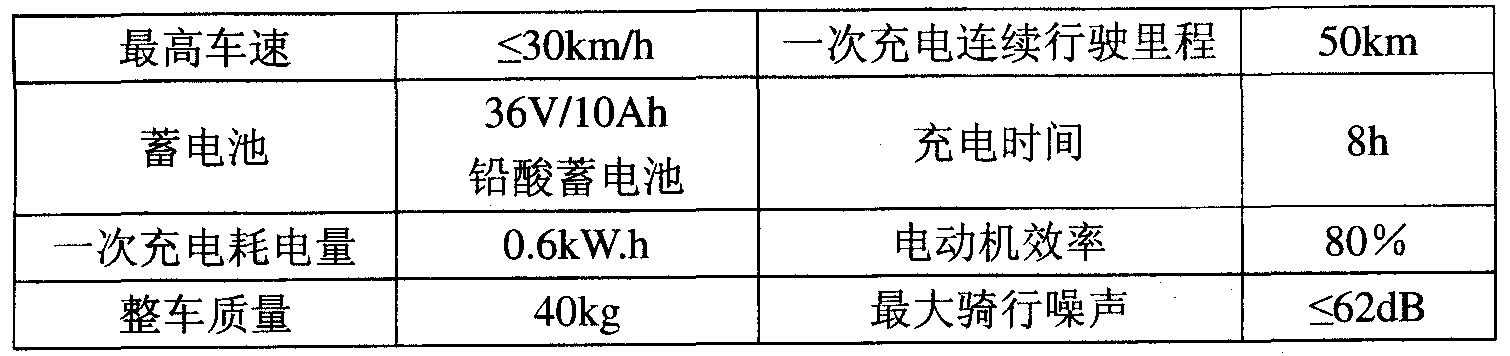 最高车速 ≤30km/h 一次充电连续行驶里程 50km
蓄电池 36V/10Ah 铅酸蓄电池 充电时间 8h
一次充电耗电量 0.6kW.h 电动机效率 80%
整车质量 40kg 最大骑行噪声 ≤62dB